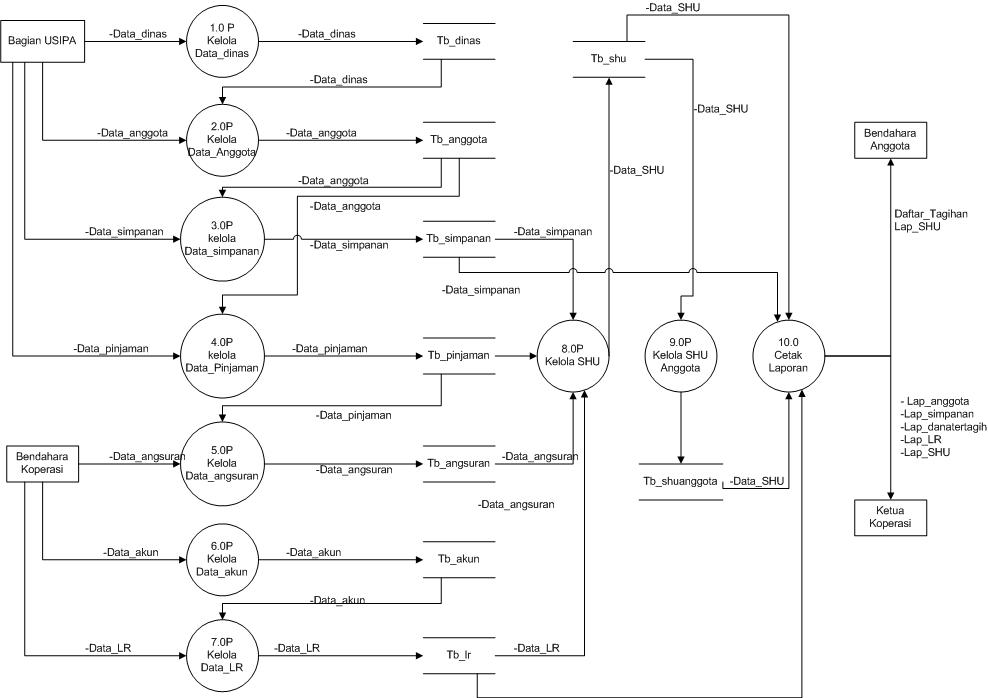 -Data_SHU
Bagian USIPA
-Data_dinas
1.0 P
Kelola
Data_dinas
-Data_dinas
Tb_dinas
Tb_shu
-Data_dinas
-Data_SHU
-Data_anggota
2.0P
Kelola
Data_Anggota
-Data_anggota
Tb_anggota
Bendahara
Anggota
-Data_anggota
-Data_anggota
-Data_SHU
Daftar_Tagihan
Lap_SHU
-Data_simpanan
3.0P
kelola
Data_simpanan
-Data_simpanan
Tb_simpanan
-Data_simpanan
-Data_simpanan
-Data_pinjaman
4.0P
kelola
Data_Pinjaman
-Data_pinjaman
Tb_pinjaman
8.0P
Kelola SHU
9.0P
Kelola SHU
Anggota
10.0
Cetak
Laporan
-Data_pinjaman
- Lap_anggota
-Lap_simpanan
-Lap_danatertagih
-Lap_LR
-Lap_SHU
Bendahara
Koperasi
-Data_angsuran
5.0P
Kelola
Data_angsuran
-Data_angsuran
Tb_angsuran
-Data_angsuran
-Data_angsuran
Tb_shuanggota
-Data_SHU
Ketua
Koperasi
-Data_akun
6.0P
Kelola
Data_akun
-Data_akun
Tb_akun
-Data_akun
-Data_LR
7.0P
Kelola
Data_LR
-Data_LR
Tb_lr
-Data_LR